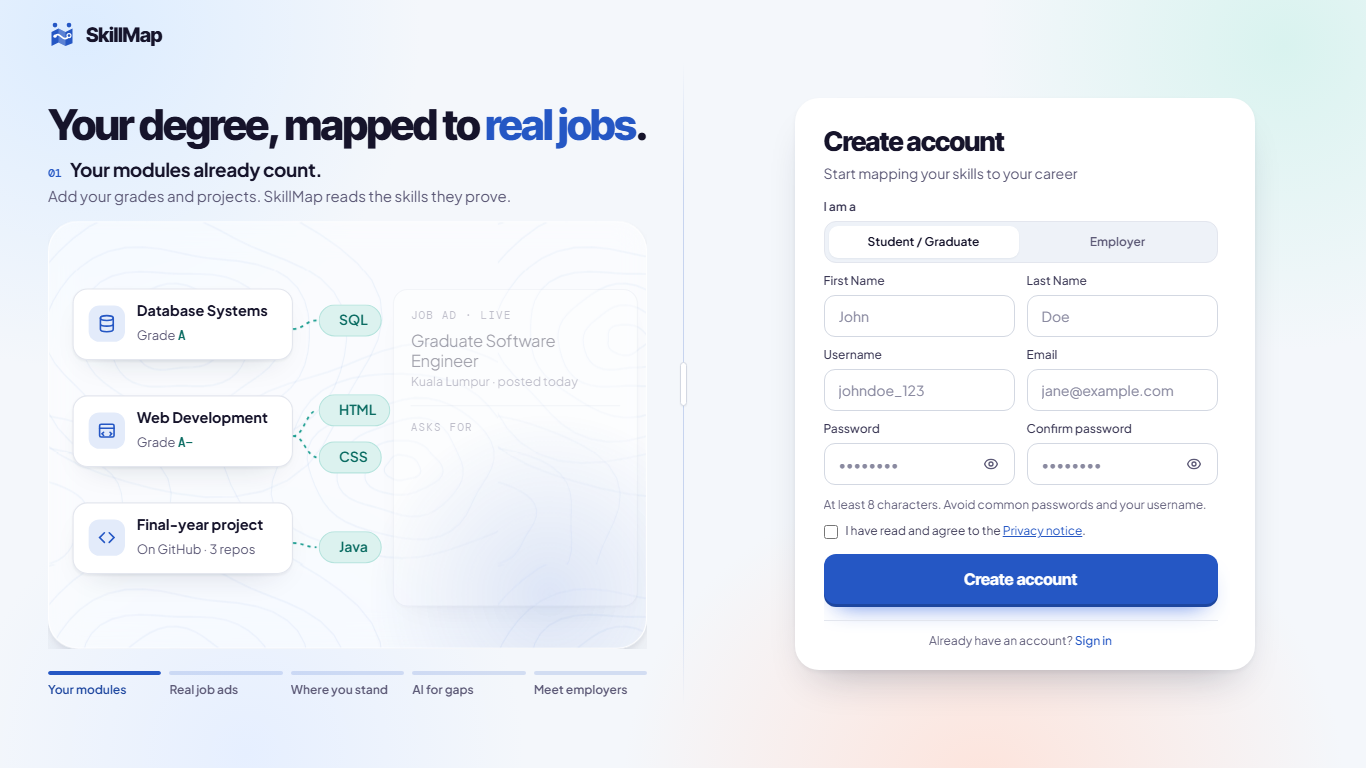 SkillMap
Your degree, mapped to real jobs.
01 Your modules already count.
Add your grades and projects. SkillMap reads the skills they prove.
Database Systems
Grade A
SQL
Web Development
Grade A−
HTML
CSS
Final-year project
On GitHub · 3 repos
Java
JOB AD · LIVE
Graduate Software
Engineer
Kuala Lumpur · posted today
ASKS FOR
Your modules
Real job ads
Where you stand
AI for gaps
Meet employers
Create account
Start mapping your skills to your career
I am a
Student / Graduate
Employer
First Name
Last Name
John
Doe
Username
Email
johndoe_123
jane@example.com
Password
Confirm password
••••••••
••••••••
At least 8 characters. Avoid common passwords and your username.
I have read and agree to the Privacy notice.
Create account
Already have an account? Sign in